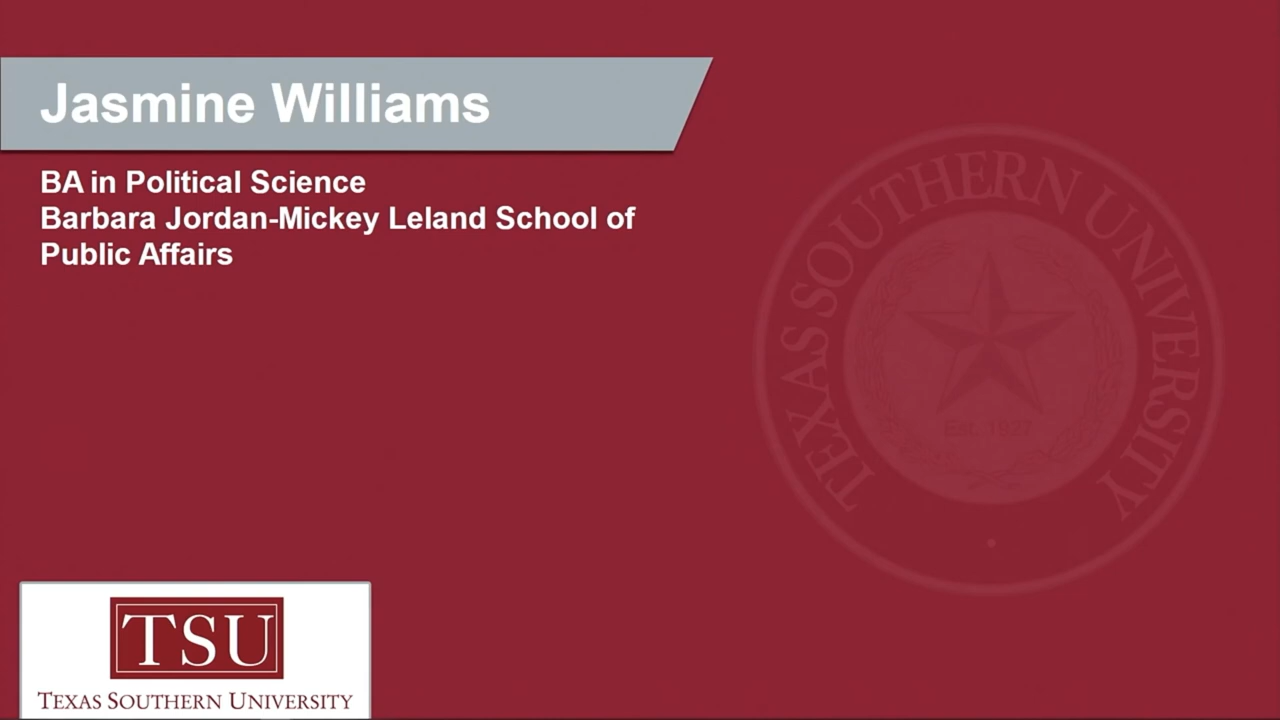 Jasmine Williams
BA in Political Science
Barbara Jordan-Mickey Leland School of
Public Affairs
TEXAS SOUTHERN UNIVERSITY
Est. 1927
TSU
TEXAS SOUTHERN UNIVERSITY